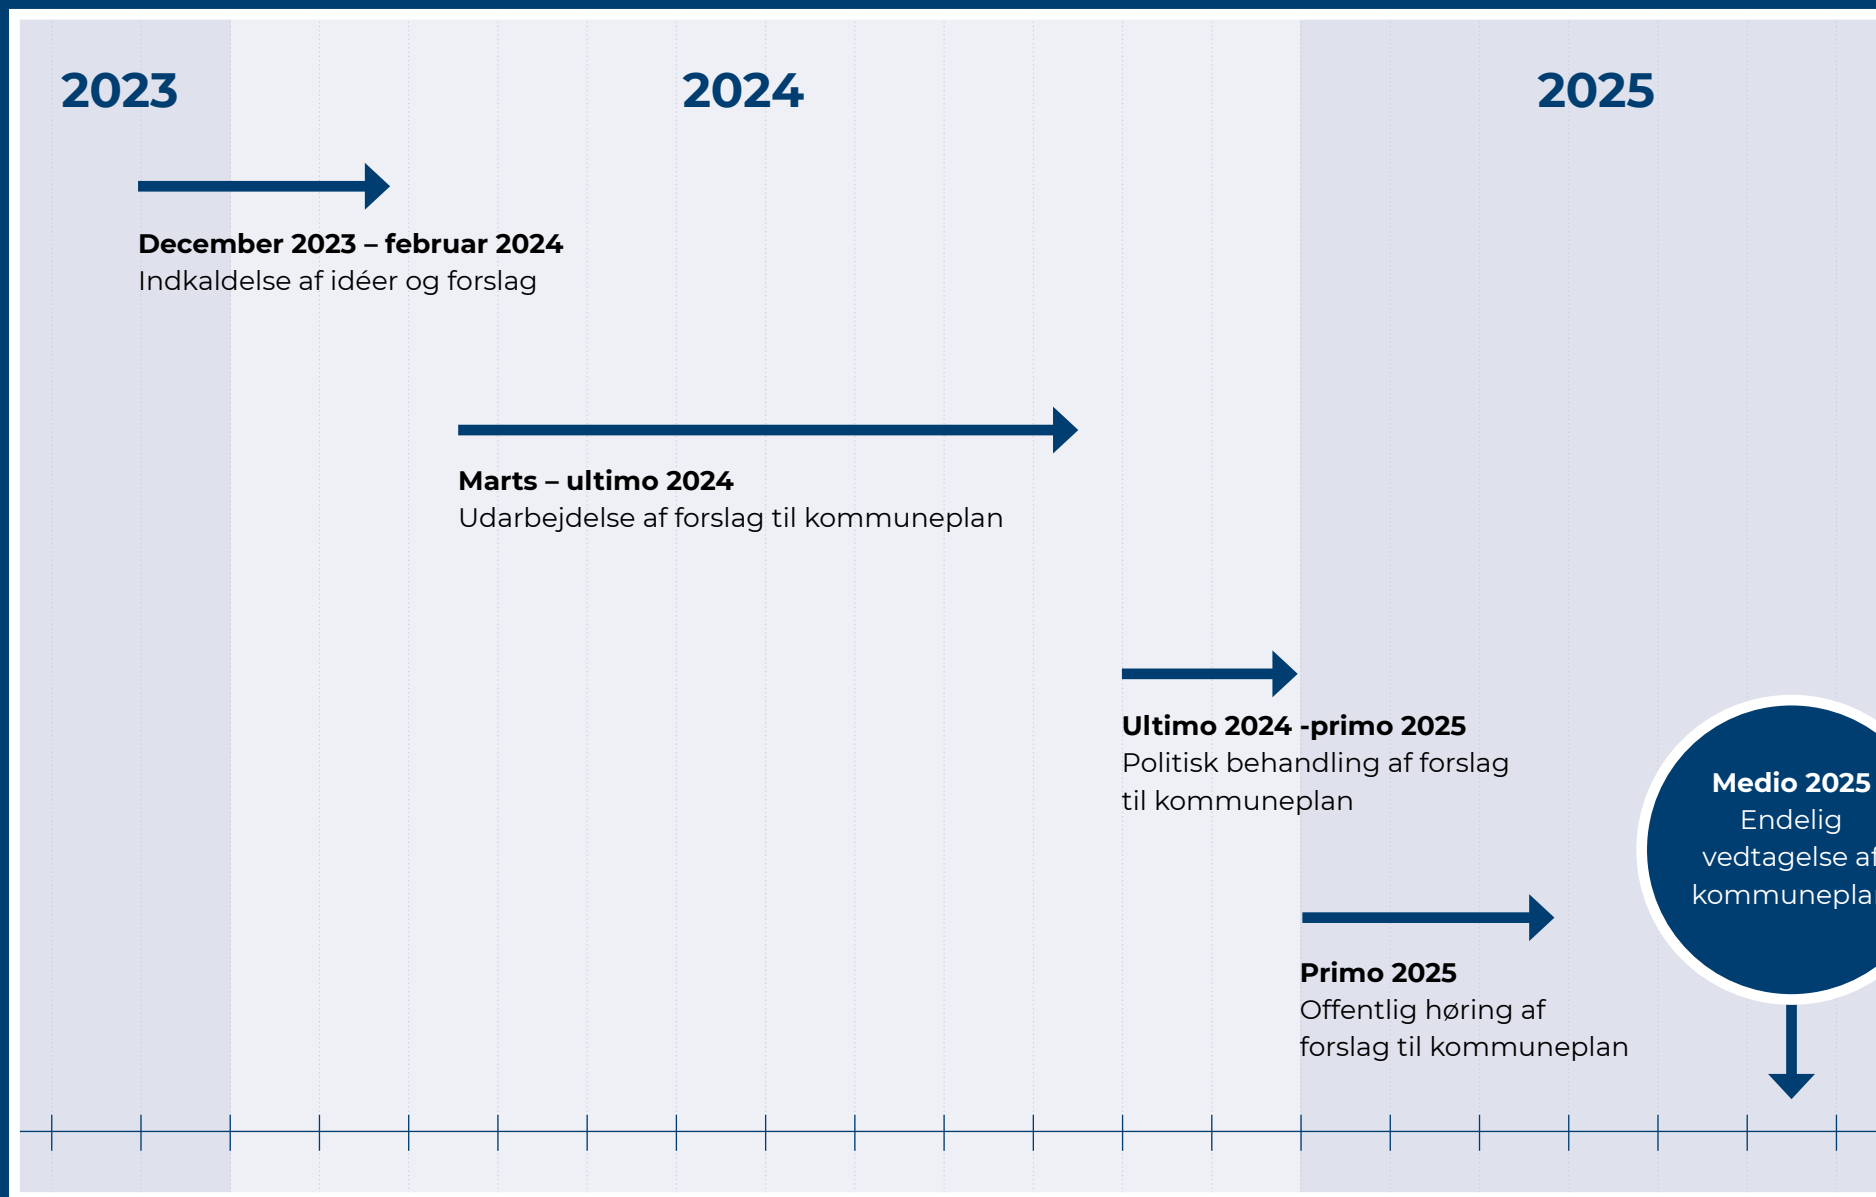 2023
2024
2025
December 2023 – februar 2024
Indkaldelse af idéer og forslag
Marts – ultimo 2024
Udarbejdelse af forslag til kommuneplan
Ultimo 2024 -primo 2025
Politisk behandling af forslag
til kommuneplan
Medio 2025
Endelig
vedtagelse af
kommuneplan
Primo 2025
Offentlig høring af
forslag til kommuneplan